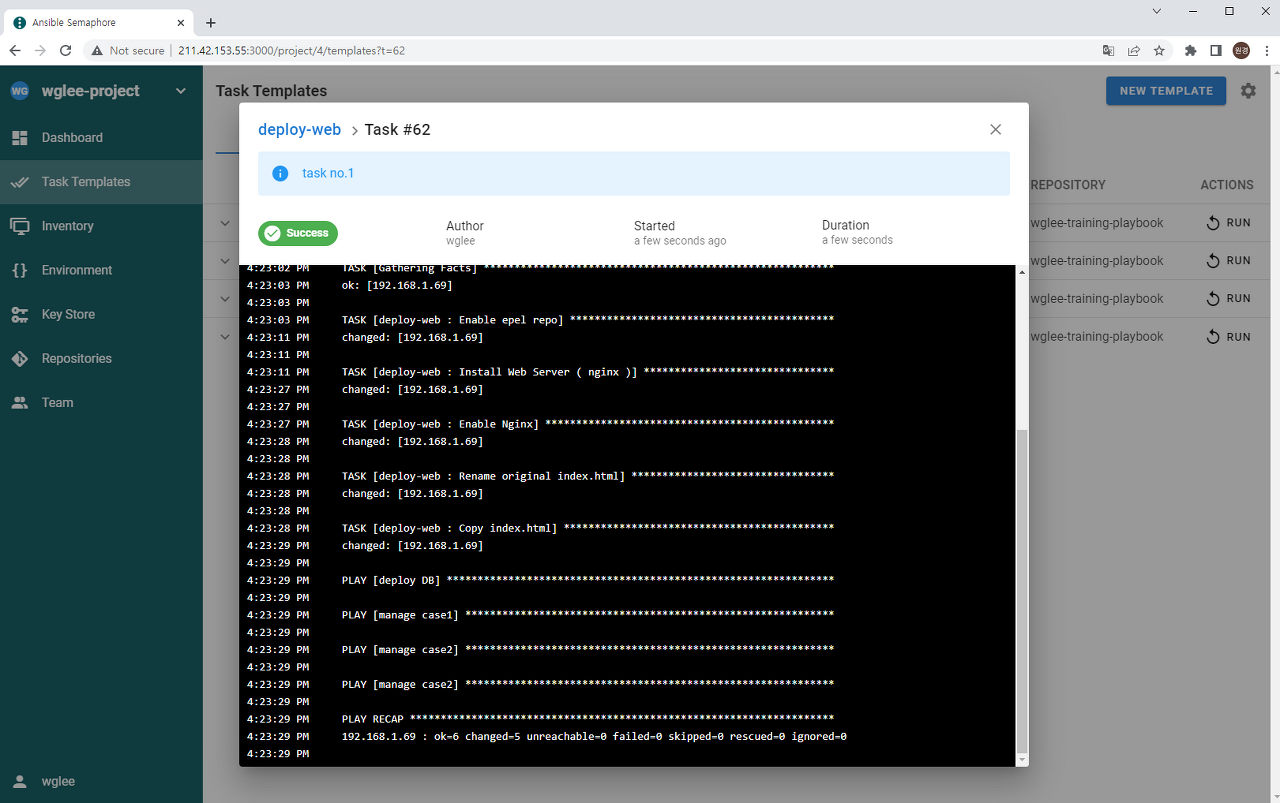 Ansible Semaphore
Not secure
211.42.153.55:3000/project/4/templates?t=62
원경
WG
wglee-project
Task Templates
NEW TEMPLATE
Dashboard
Task Templates
Inventory
Environment
Key Store
Repositories
Team
wglee
REPOSITORY
ACTIONS
wglee-training-playbook
RUN
wglee-training-playbook
RUN
wglee-training-playbook
RUN
wglee-training-playbook
RUN
deploy-web > Task #62
task no.1
Success
Author
wglee
Started
a few seconds ago
Duration
a few seconds
4:23:02 PM TASK [Gathering Facts] *********************************************************
4:23:03 PM ok: [192.168.1.69]
4:23:03 PM
4:23:03 PM TASK [deploy-web : Enable epel repo] *******************************************
4:23:11 PM changed: [192.168.1.69]
4:23:11 PM
4:23:11 PM TASK [deploy-web : Install Web Server ( nginx )] *******************************
4:23:27 PM changed: [192.168.1.69]
4:23:27 PM
4:23:27 PM TASK [deploy-web : Enable Nginx] ***********************************************
4:23:28 PM changed: [192.168.1.69]
4:23:28 PM
4:23:28 PM TASK [deploy-web : Rename original index.html] *********************************
4:23:28 PM changed: [192.168.1.69]
4:23:28 PM
4:23:28 PM TASK [deploy-web : Copy index.html] ********************************************
4:23:29 PM changed: [192.168.1.69]
4:23:29 PM
4:23:29 PM PLAY [deploy DB] ***************************************************************
4:23:29 PM
4:23:29 PM PLAY [manage case1] ************************************************************
4:23:29 PM
4:23:29 PM PLAY [manage case2] ************************************************************
4:23:29 PM
4:23:29 PM PLAY [manage case2] ************************************************************
4:23:29 PM
4:23:29 PM PLAY RECAP *********************************************************************
4:23:29 PM 192.168.1.69 : ok=6 changed=5 unreachable=0 failed=0 skipped=0 rescued=0 ignored=0
4:23:29 PM